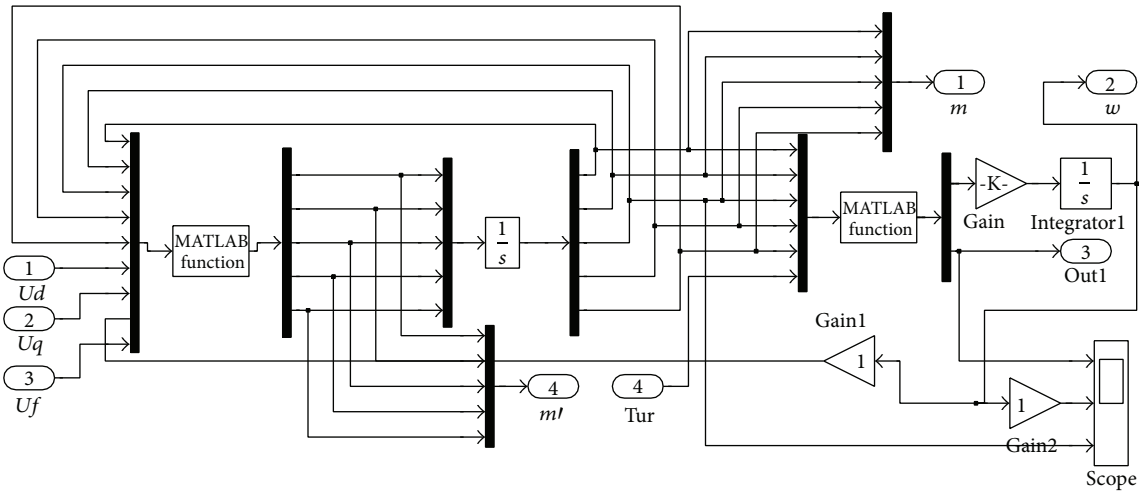 1
m
2
w
MATLAB
function
1
s
MATLAB
function
-K-
Gain
1
s
Integrator1
1
Ud
2
Uq
3
Uf
3
Out1
Gain1
1
4
m′
4
Tur
1
Gain2
Scope